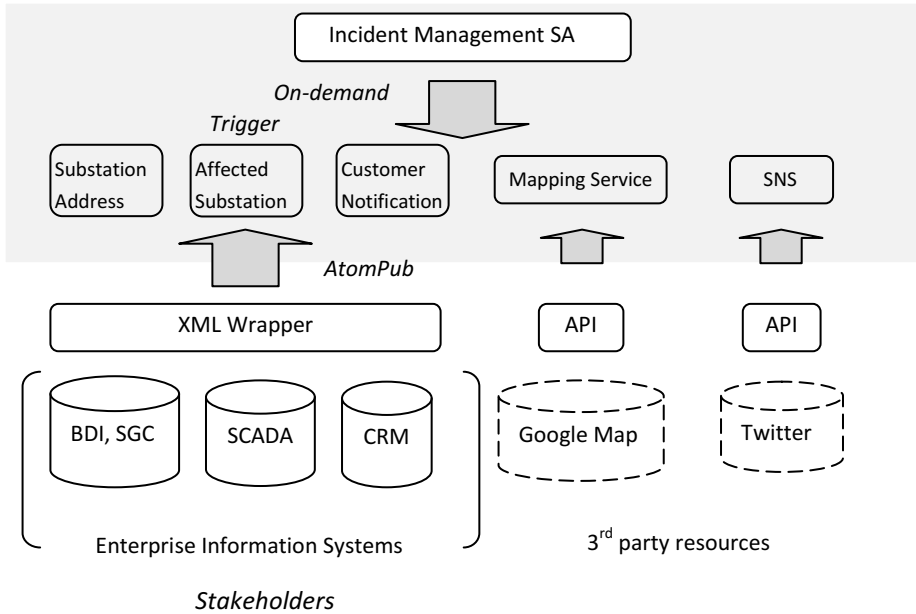 Incident Management SA
On-demand
Trigger
Substation
Address
Affected
Substation
Customer
Notification
Mapping Service
SNS
AtomPub
XML Wrapper
API
API
BDI, SGC
SCADA
CRM
Google Map
Twitter
Enterprise Information Systems
3rd party resources
Stakeholders